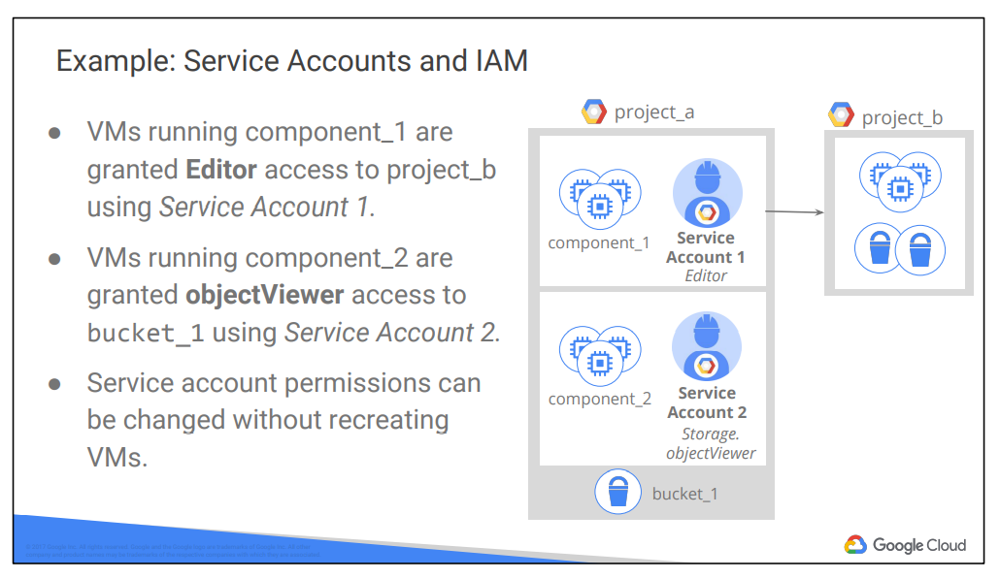 Example: Service Accounts and IAM
● VMs running component_1 are
granted Editor access to project_b
using Service Account 1.
● VMs running component_2 are
granted objectViewer access to
bucket_1 using Service Account 2.
● Service account permissions can
be changed without recreating
VMs.
project_a
component_1
Service
Account 1
Editor
component_2
Service
Account 2
Storage.
objectViewer
bucket_1
project_b
Google Cloud